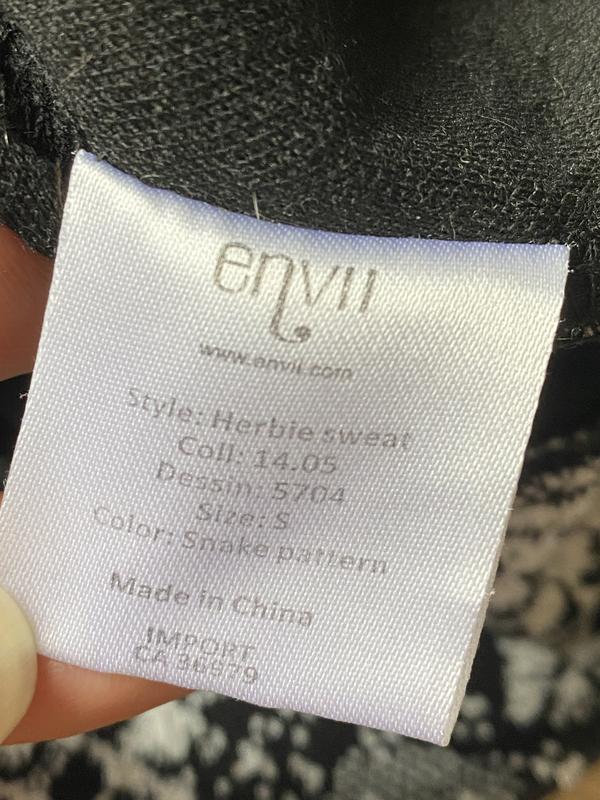 envii
www.envii.com
Style: Herbie sweat
Coll: 14.05
Dessin: 5704
Size: S
Color: Snake pattern
Made in China
IMPORT
CA 36979